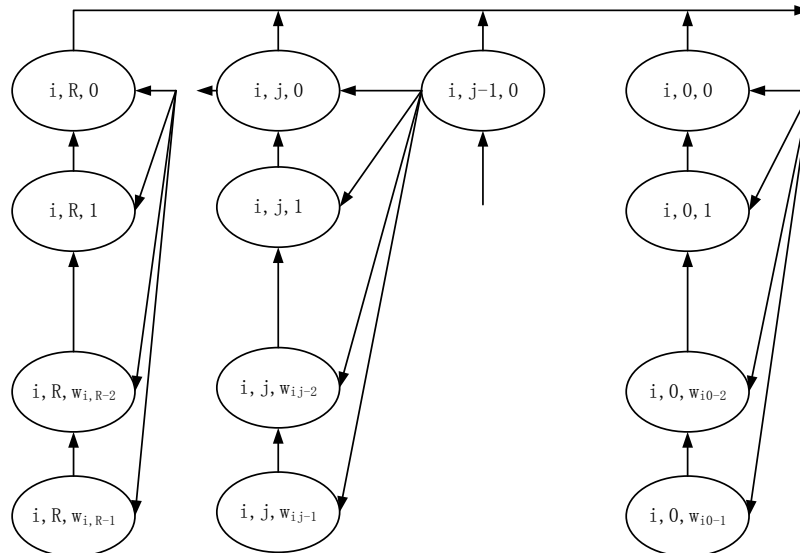 i,R,0 i,j,0 i,j-1,0 i,0,0
i,R,1 i,j,1 i,0,1
i,R,w_{i,R-2} i,j,w_{ij-2} i,0,w_{i0-2}
i,R,w_{i,R-1} i,j,w_{ij-1} i,0,w_{i0-1}